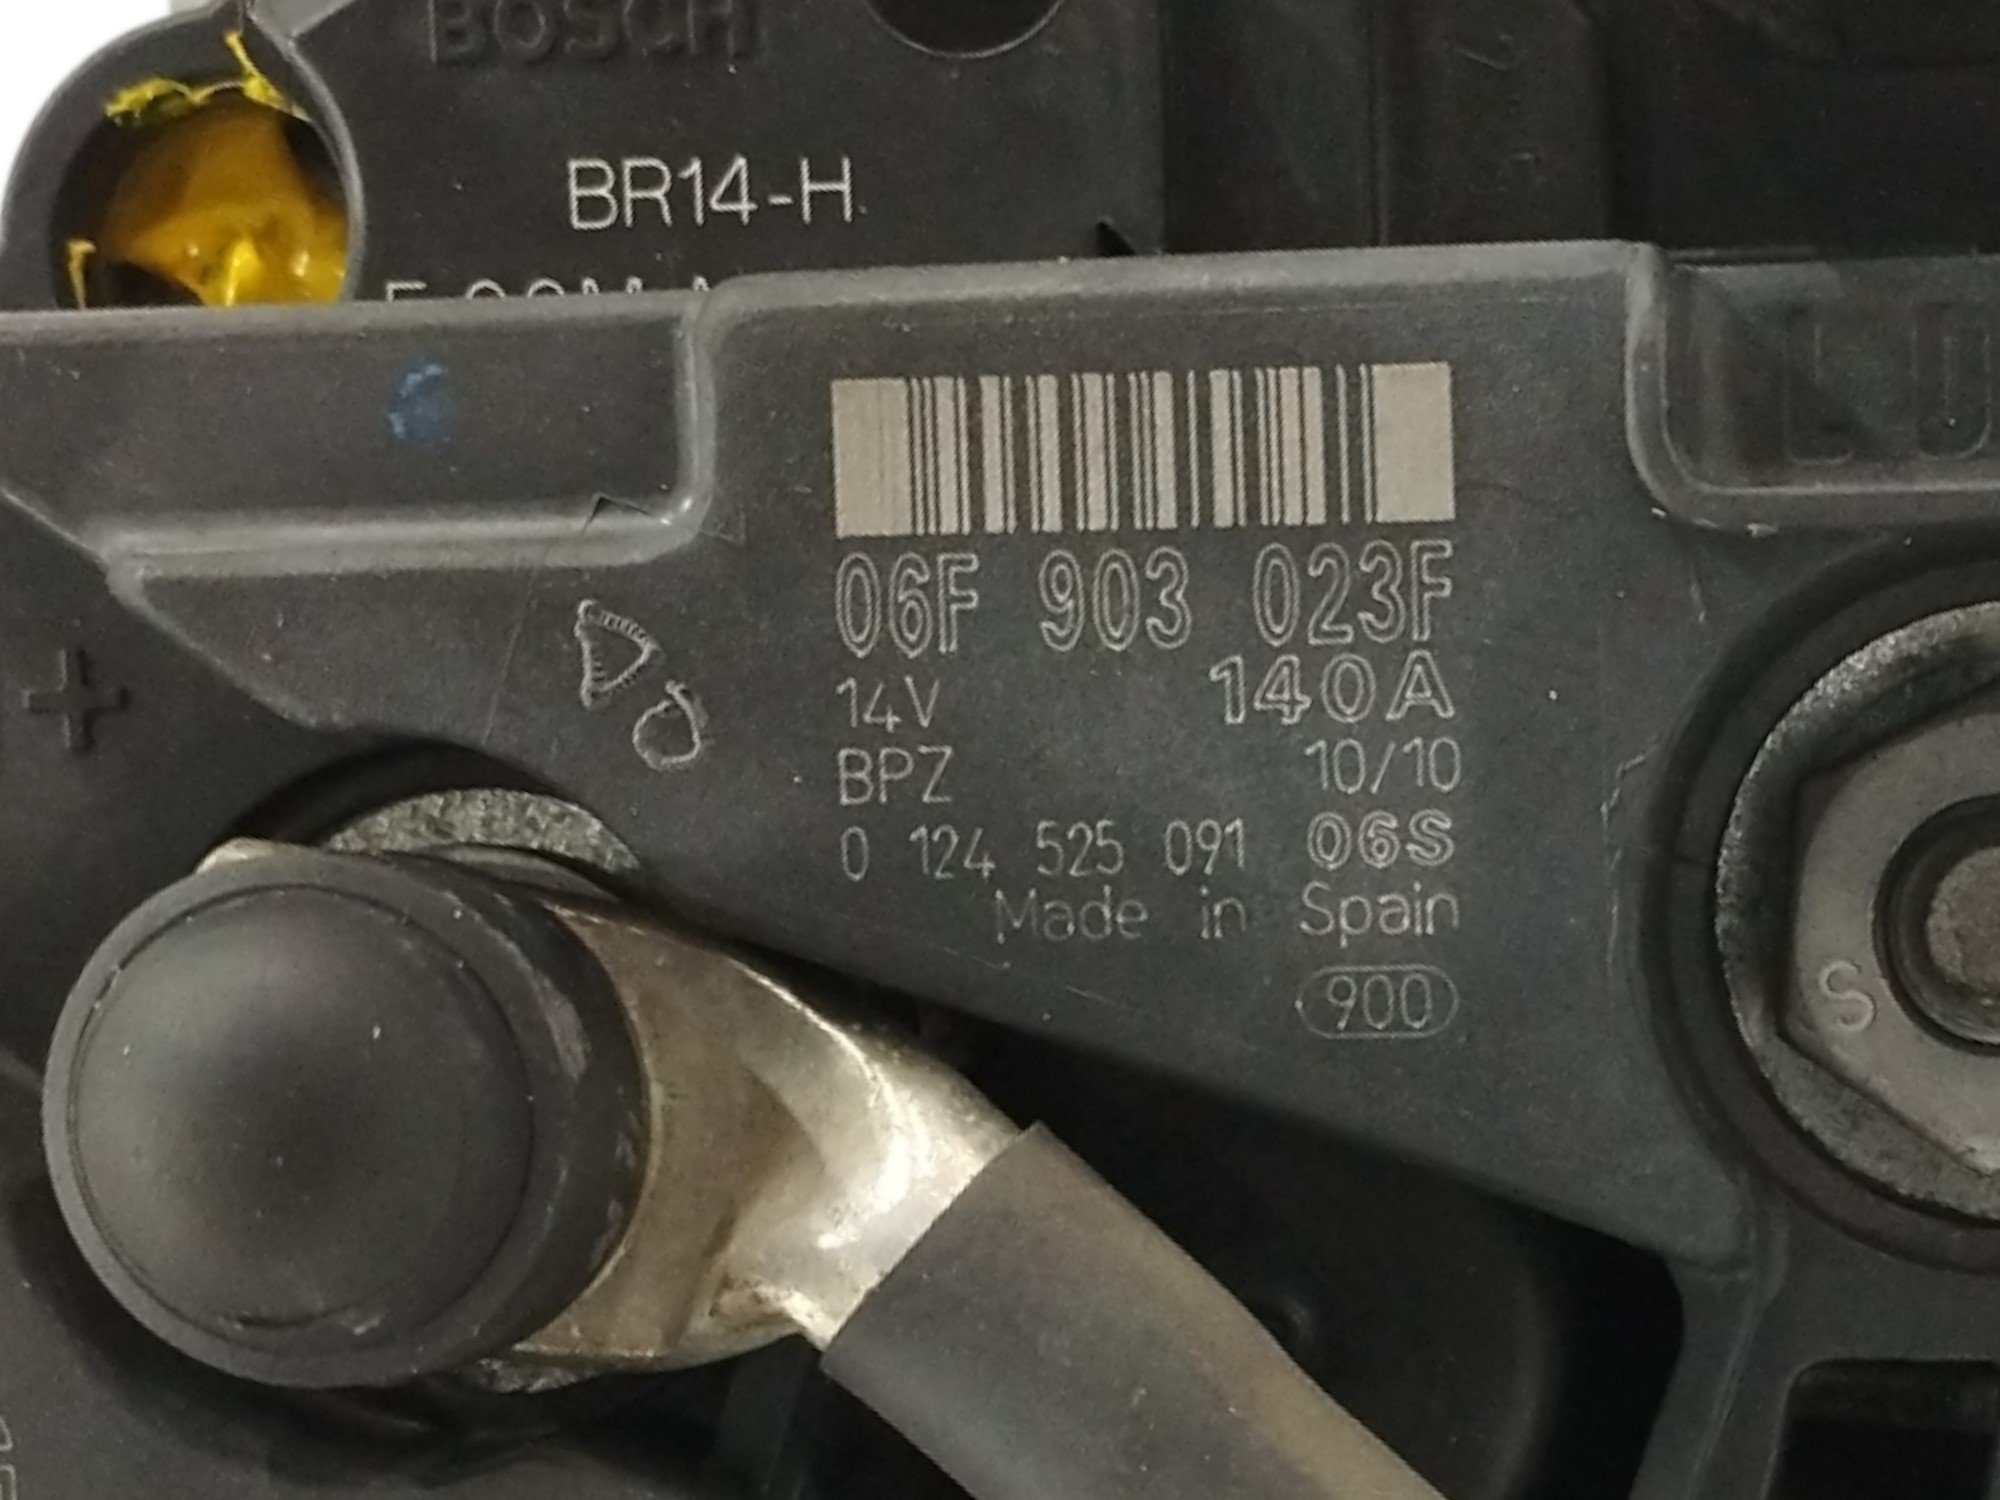 BOSCH
BR14-H
06F 903 023F
14V 140A
BPZ 10/10
0 124 525 091 06S
Made in Spain
900
+
S